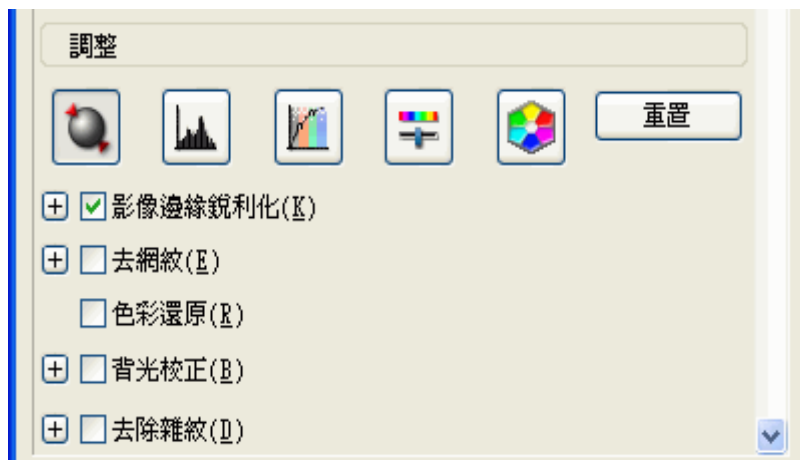 調整
重置
影像邊緣銳利化(K)
去網紋(E)
色彩還原(R)
背光校正(B)
去除雜紋(D)